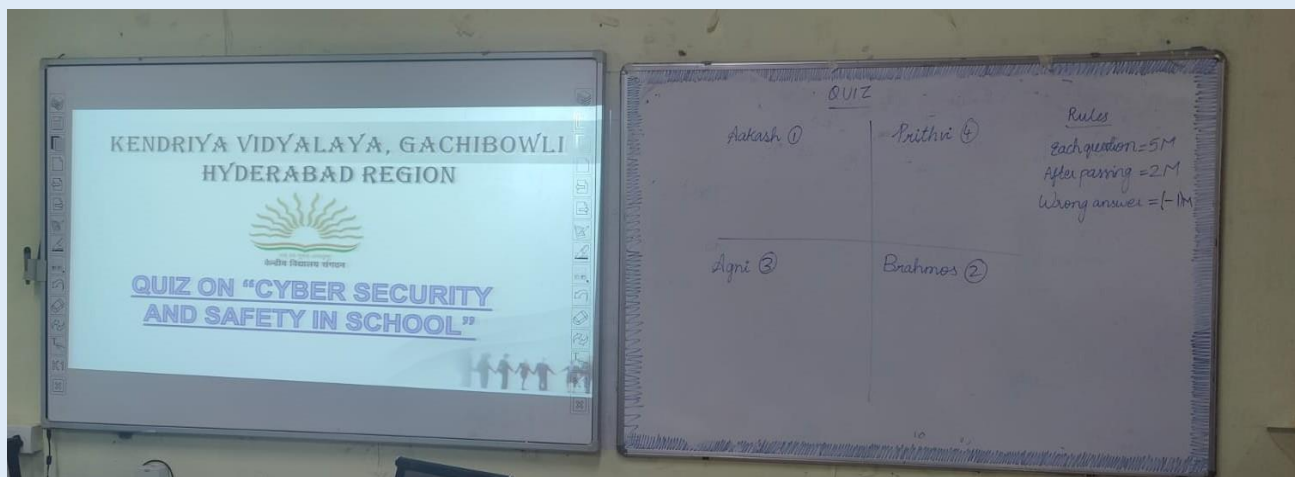 KENDRIYA VIDYALAYA, GACHIBOWLI
HYDERABAD REGION
केन्द्रीय विद्यालय संगठन
QUIZ ON "CYBER SECURITY
AND SAFETY IN SCHOOL"
QUIZ
Aakash ①
Prithvi ④
Agni ③
Brahmos ②
Rules
Each question = 5M
After passing = 2M
Wrong answer = (-1)M